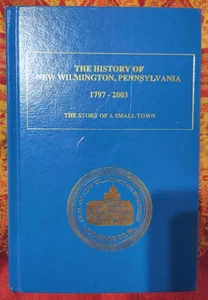 THE HISTORY OF
NEW WILMINGTON, PENNSYLVANIA
1797 - 2003
THE STORY OF A SMALL TOWN